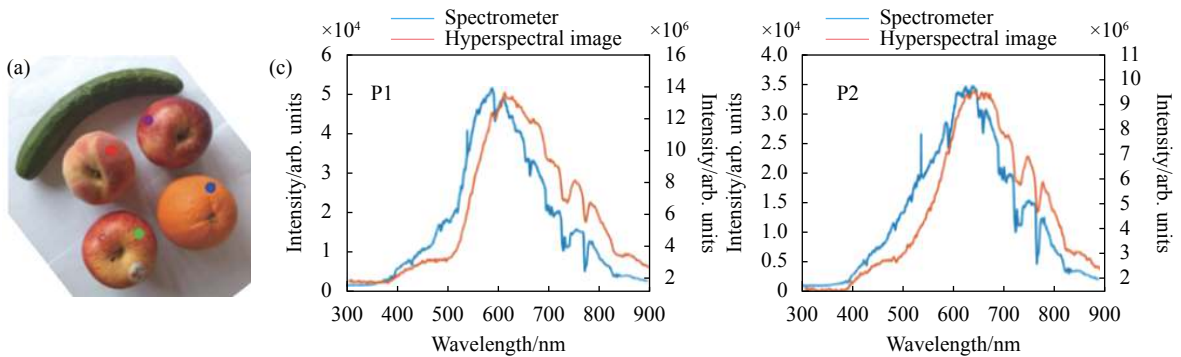 (a)
(c)
Spectrometer
Hyperspectral image
×10⁴
×10⁶
P1
Intensity/arb. units
6
5
4
3
2
1
0
16
14
12
10
8
6
4
2
Intensity/arb. units
300 400 500 600 700 800 900
Wavelength/nm
Spectrometer
Hyperspectral image
×10⁴
×10⁶
P2
Intensity/arb. units
4.0
3.5
3.0
2.5
2.0
1.5
1.0
0.5
0
11
10
9
8
7
6
5
4
3
2
Intensity/arb. units
300 400 500 600 700 800 900
Wavelength/nm